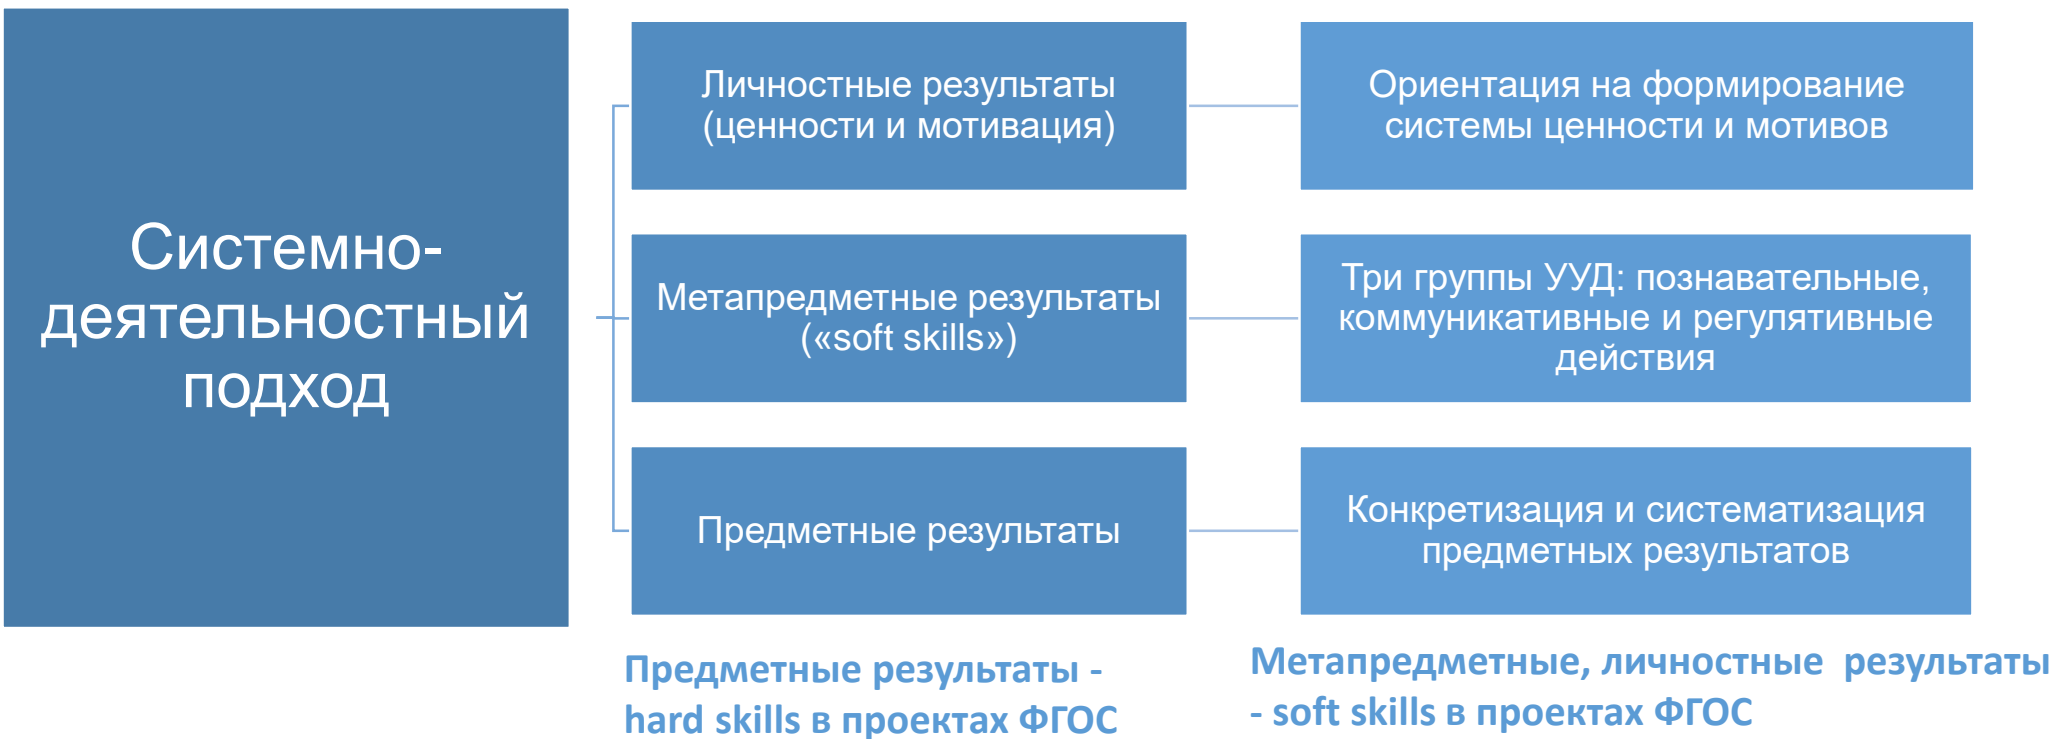 Системно-
деятельностный
подход
Личностные результаты
(ценности и мотивация)
Ориентация на формирование
системы ценности и мотивов
Метапредметные результаты
(«soft skills»)
Три группы УУД: познавательные,
коммуникативные и регулятивные
действия
Предметные результаты
Конкретизация и систематизация
предметных результатов
Предметные результаты -
hard skills в проектах ФГОС
Метапредметные, личностные  результаты
- soft skills в проектах ФГОС